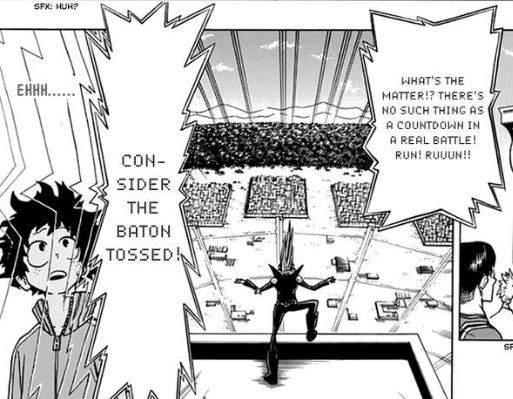 SFX: HUH?
WHAT'S THE
MATTER!? THERE'S
NO SUCH THING AS
A COUNTDOWN IN
A REAL BATTLE!
RUN! RUUUN!!
CON-
SIDER
THE
BATON
TOSSED!
EHHH......